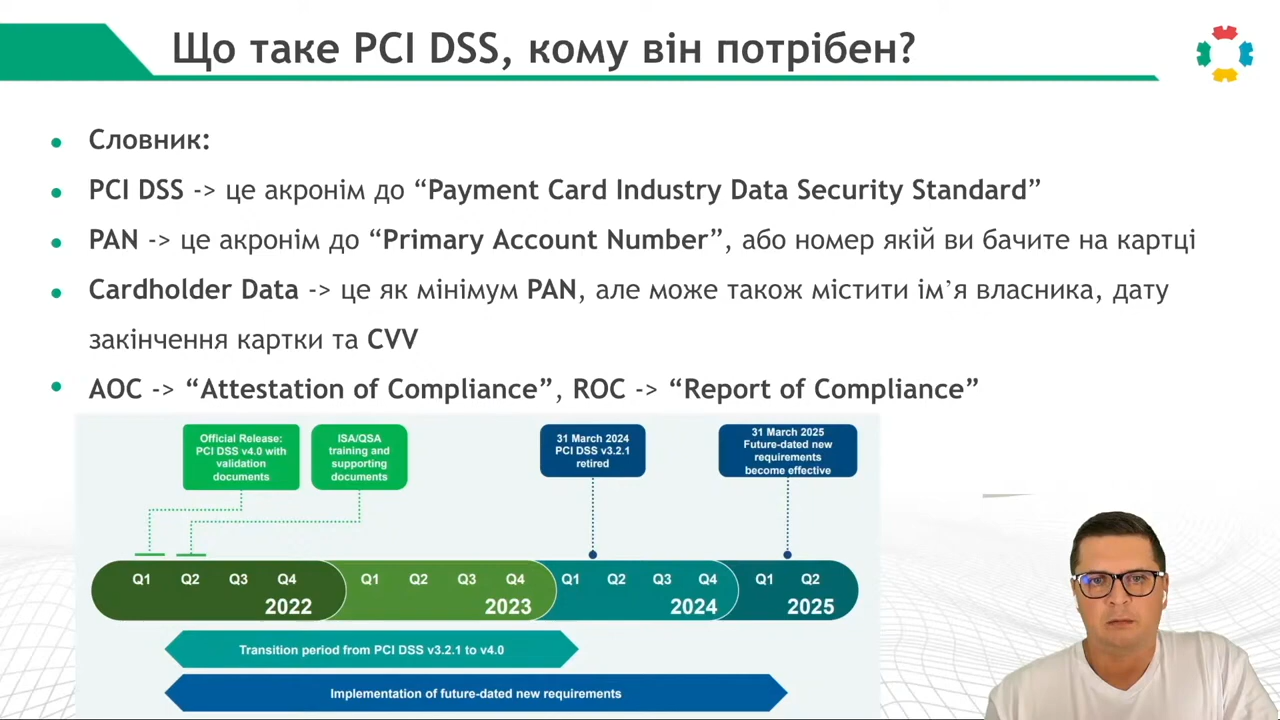 Що таке PCI DSS, кому він потрібен?
Словник:
PCI DSS -> це акронім до “Payment Card Industry Data Security Standard”
PAN -> це акронім до “Primary Account Number”, або номер якій ви бачите на картці
Cardholder Data -> це як мінімум PAN, але може також містити ім’я власника, дату
закінчення картки та CVV
AOC -> “Attestation of Compliance”, ROC -> “Report of Compliance”
Official Release:
PCI DSS v4.0 with
validation
documents
ISA/QSA
training and
supporting
documents
31 March 2024
PCI DSS v3.2.1
retired
31 March 2025
Future-dated new
requirements
become effective
Q1 Q2 Q3 Q4
2022
Q1 Q2 Q3 Q4
2023
Q1 Q2 Q3 Q4
2024
Q1 Q2
2025
Transition period from PCI DSS v3.2.1 to v4.0
Implementation of future-dated new requirements